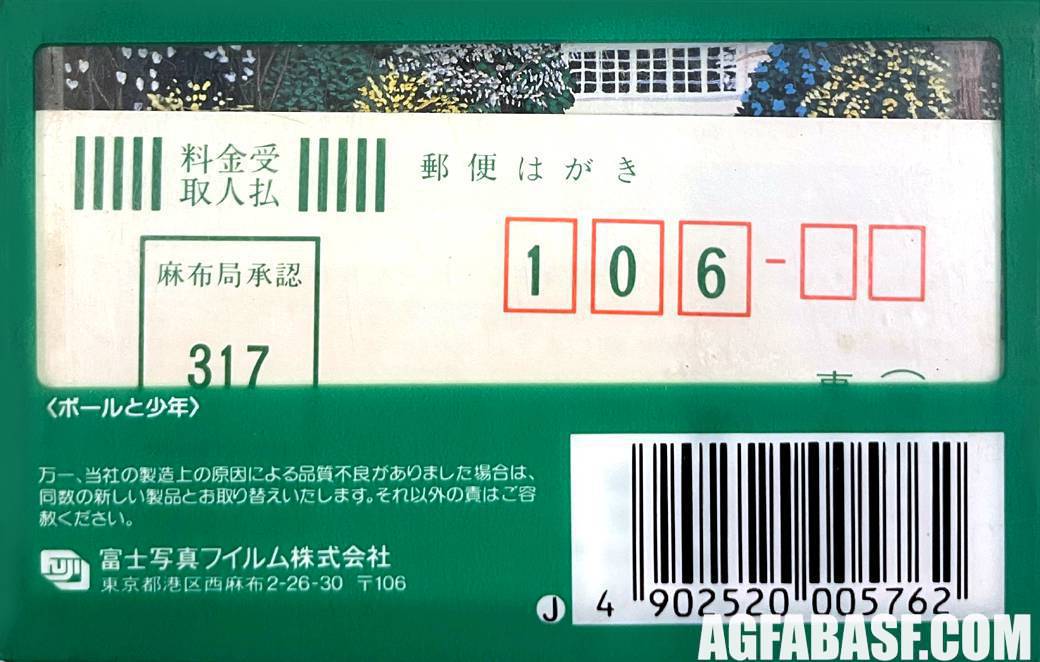 料金受
取人払
郵便はがき
麻布局承認
317
106-
〈ボールと少年〉
万一、当社の製造上の原因による品質不良がありました場合は、
同数の新しい製品とお取り替えいたします。それ以外の責はご容
赦ください。
FUJI
富士写真フイルム株式会社
東京都港区西麻布2-26-30 〒106
J
4 902520 005762
AGFABASF.COM